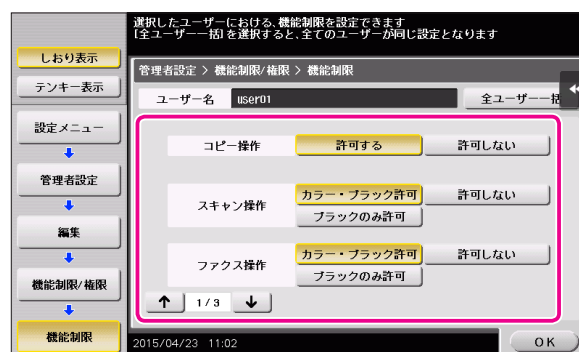 選択したユーザーにおける、機能制限を設定できます
[全ユーザー一括]を選択すると、全てのユーザーが同じ設定となります
しおり表示
テンキー表示
管理者設定 > 機能制限/権限 > 機能制限
ユーザー名 user01 全ユーザー一括
設定メニュー
管理者設定
編集
機能制限/権限
機能制限
コピー操作 許可する 許可しない
スキャン操作 カラー・ブラック許可 許可しない
ブラックのみ許可
ファクス操作 カラー・ブラック許可 許可しない
ブラックのみ許可
1/3
2015/04/23 11:02
OK